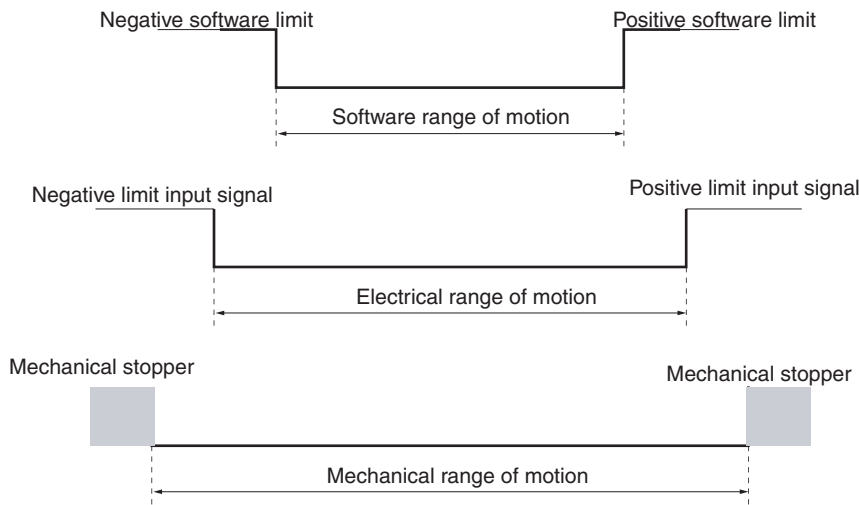 Negative software limit
Positive software limit
Software range of motion
Negative limit input signal
Positive limit input signal
Electrical range of motion
Mechanical stopper
Mechanical stopper
Mechanical range of motion